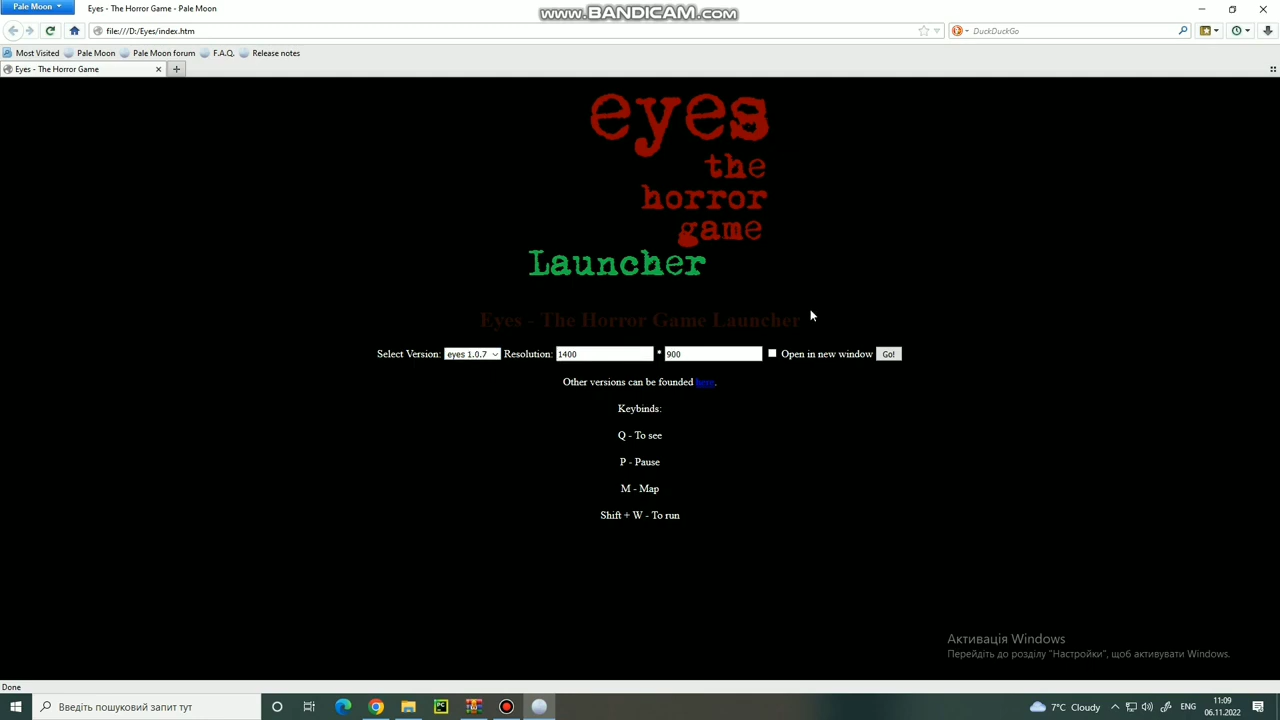 Pale Moon
Eyes - The Horror Game - Pale Moon
www.BANDICAM.com
file:///D:/Eyes/index.htm
DuckDuckGo
Most Visited Pale Moon Pale Moon forum F.A.Q. Release notes
Eyes - The Horror Game
eyes
the
horror
game
Launcher
Eyes - The Horror Game Launcher
Select Version: eyes 1.0.7 Resolution: 1400 * 900 Open in new window Go!
Other versions can be founded here.
Keybinds:
Q - To see
P - Pause
M - Map
Shift + W - To run
Активація Windows
Перейдіть до розділу "Настройки", щоб активувати Windows.
Done
Введіть пошуковий запит тут
PC
7°C Cloudy
ENG
11:09
06.11.2022